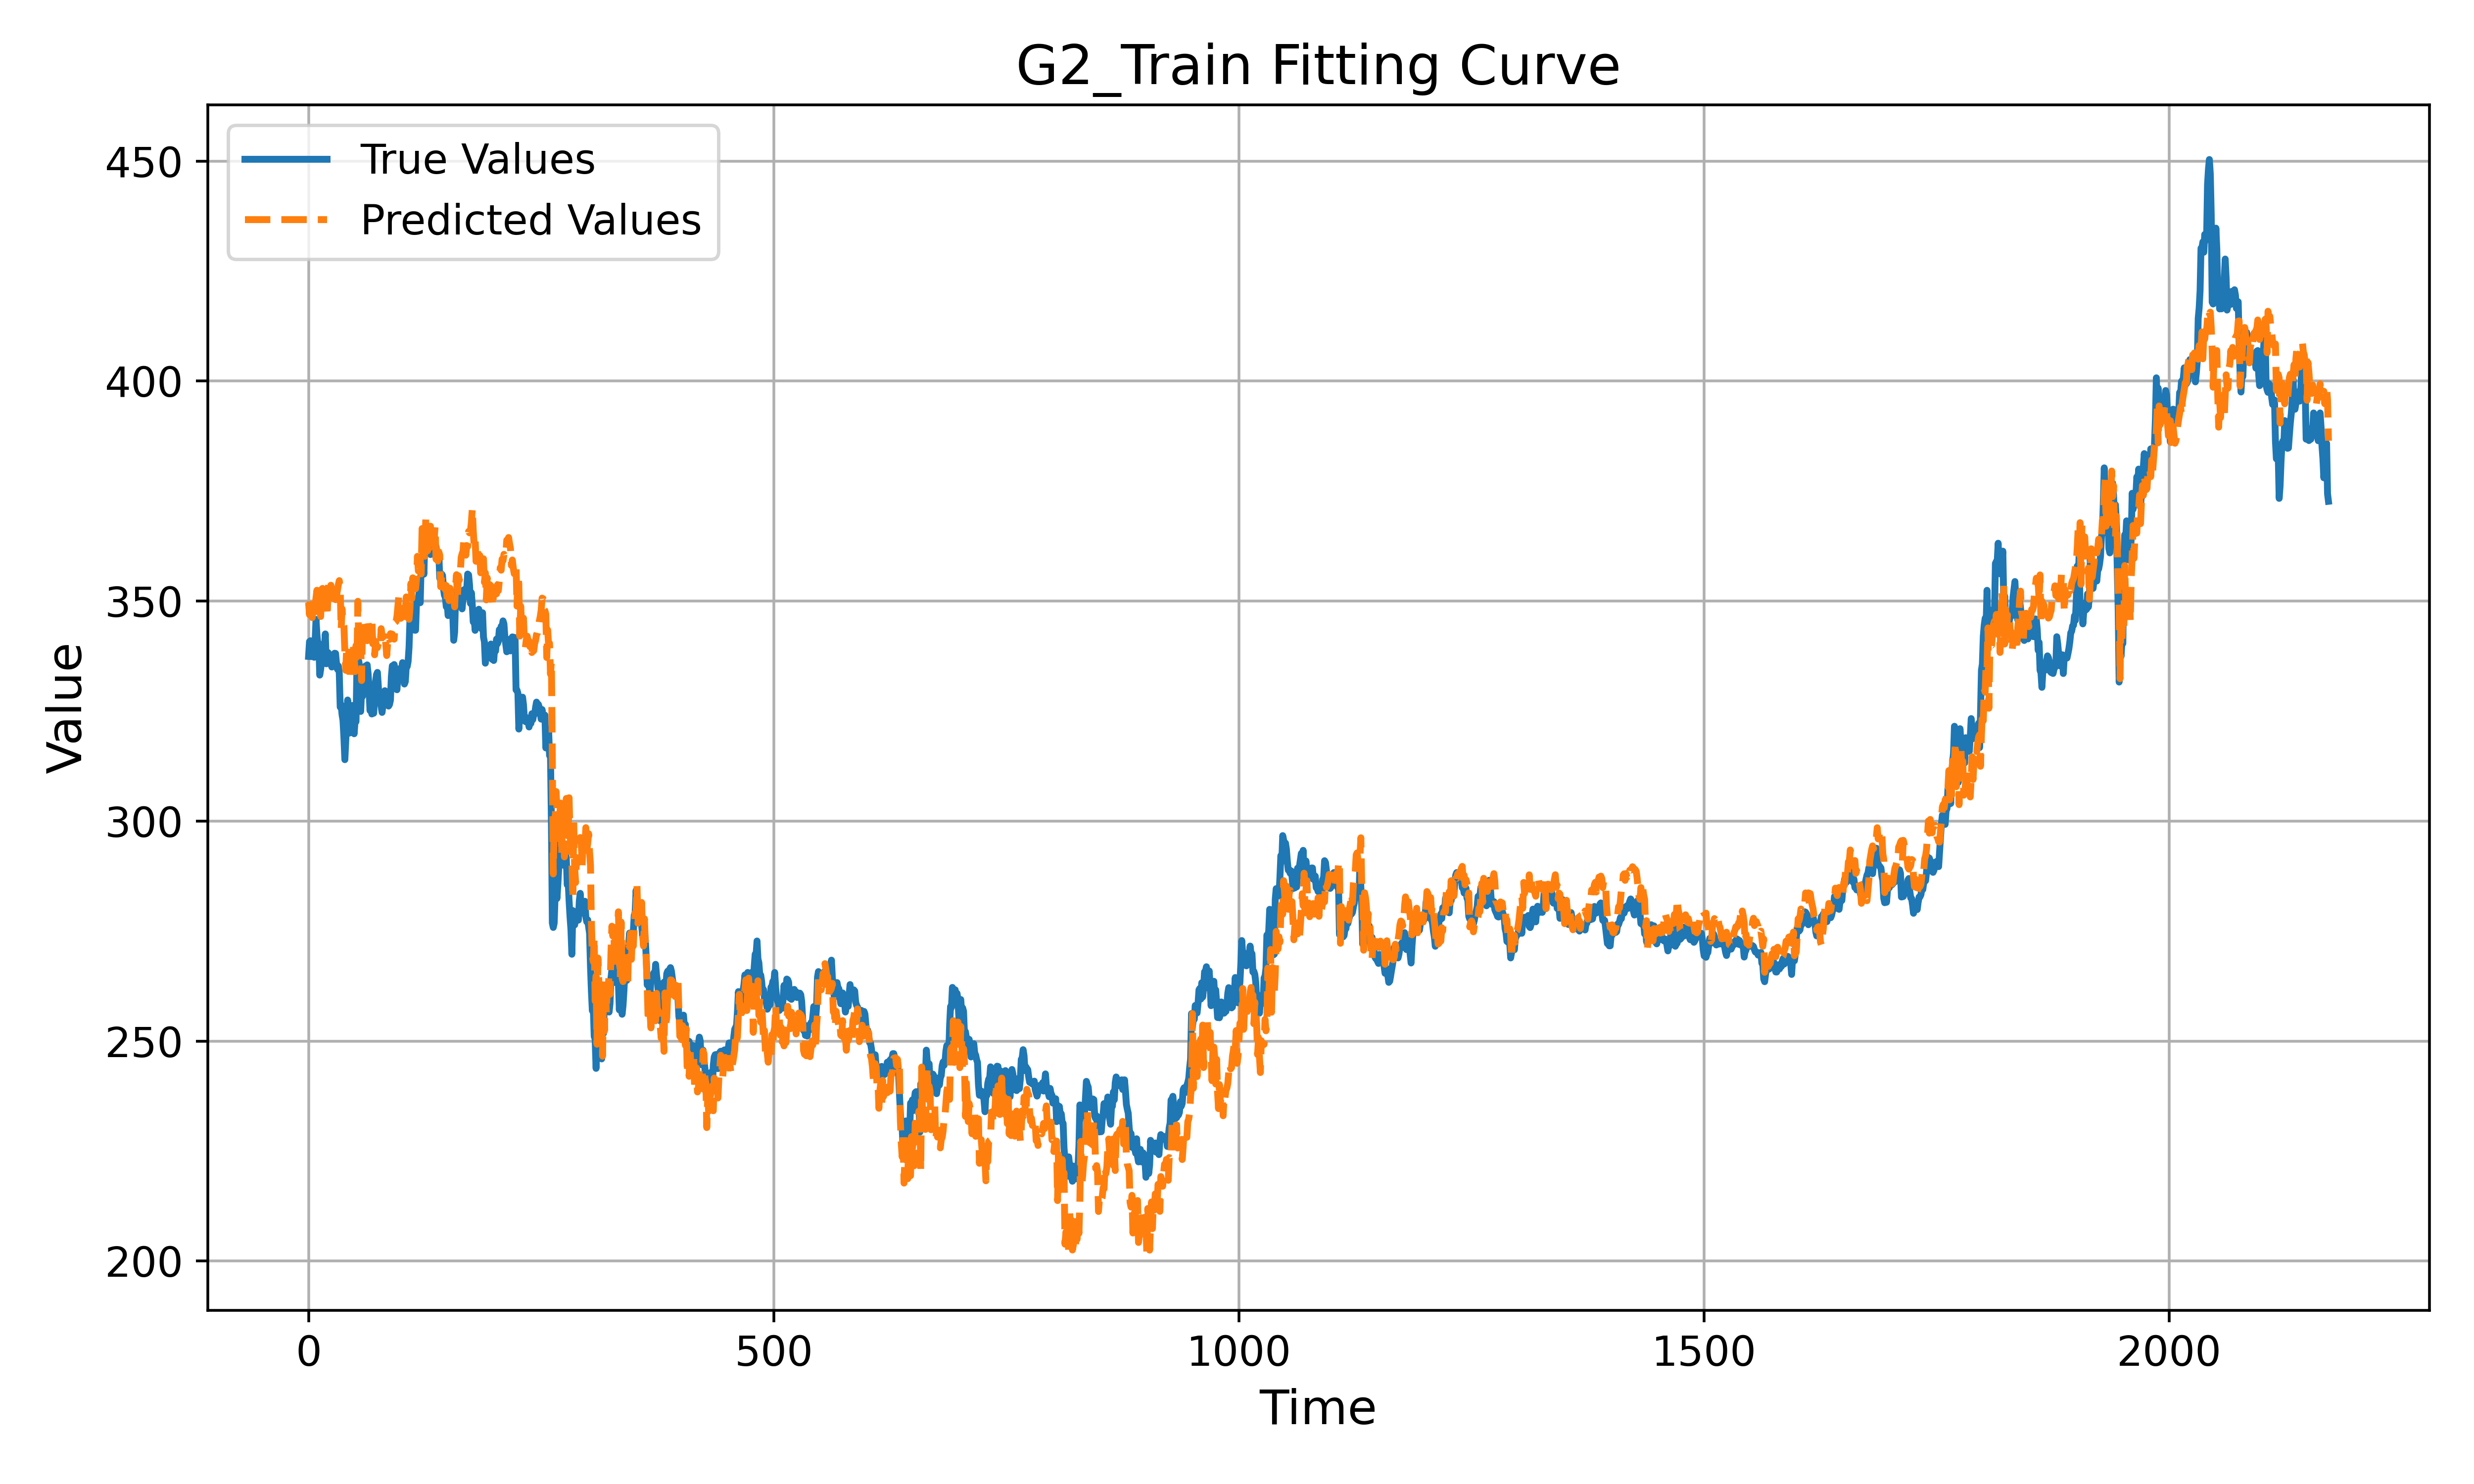 G2_Train Fitting Curve
True Values
Predicted Values
450
400
350
300
250
200
Value
0 500 1000 1500 2000
Time